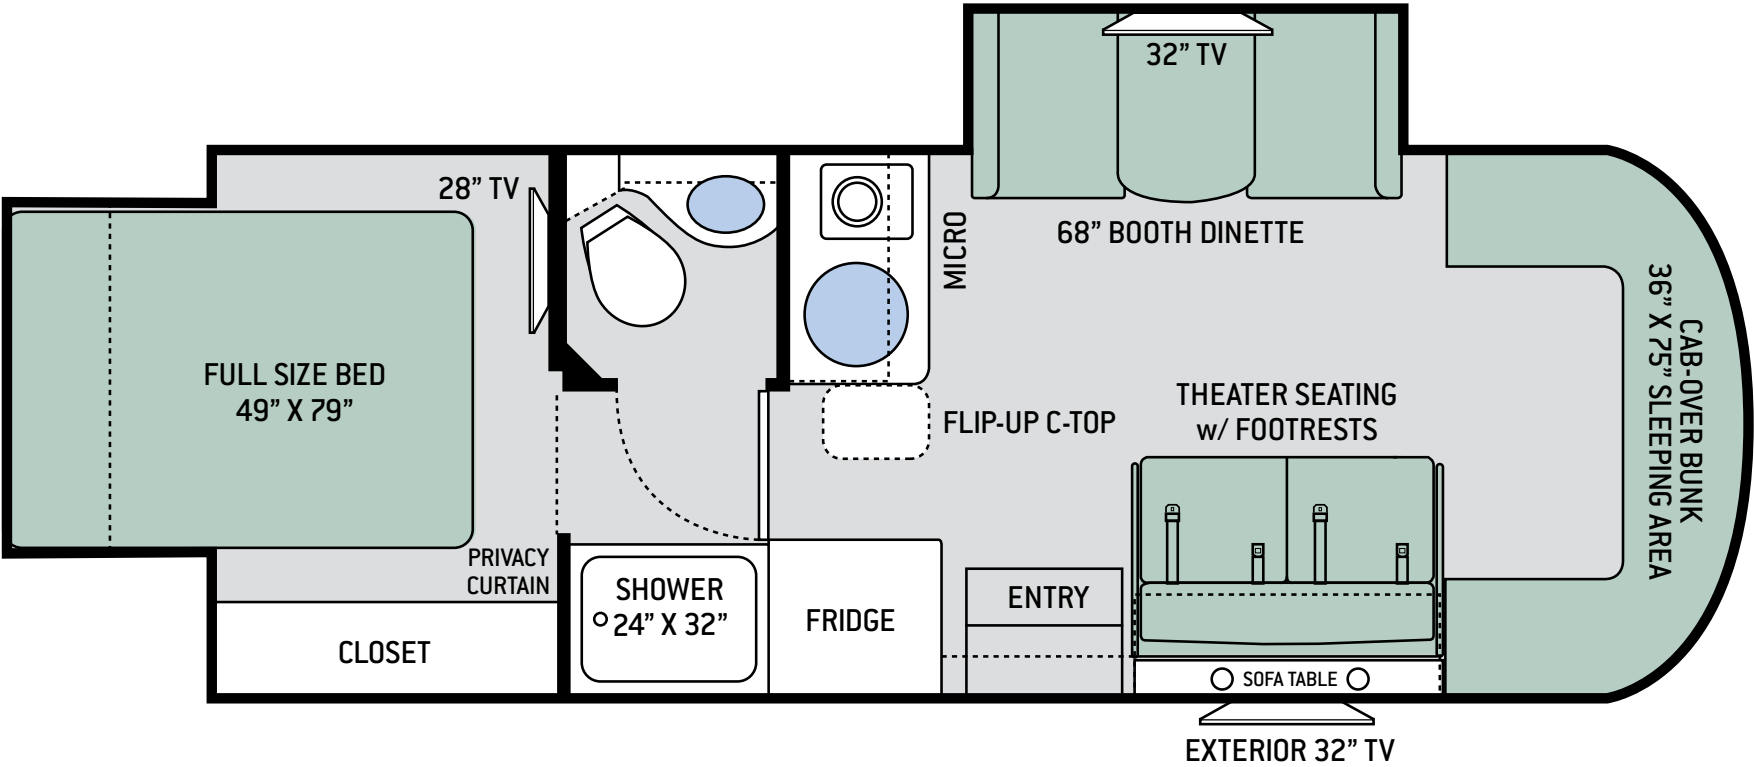 32” TV
28” TV
68” BOOTH DINETTE
MICRO
FULL SIZE BED
49” X 79”
FLIP-UP C-TOP
THEATER SEATING
w/ FOOTRESTS
CAB-OVER BUNK
36” X 75” SLEEPING AREA
PRIVACY
CURTAIN
SHOWER
24” X 32”
FRIDGE
ENTRY
CLOSET
SOFA TABLE
EXTERIOR 32” TV